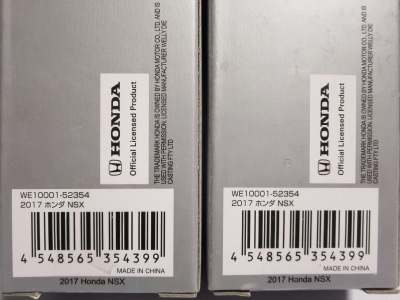 HONDA
Official Licensed Product
THE TRADEMARK HONDA IS OWNED BY HONDA MOTOR CO., LTD. AND IS
USED WITH PERMISSION. LICENSED MANUFACTURER WELLY DIE
CASTING FTY LTD
WE10001-52354
2017 ホンダ NSX
4 548565 354399
MADE IN CHINA
2017 Honda NSX
HONDA
Official Licensed Product
THE TRADEMARK HONDA IS OWNED BY HONDA MOTOR CO., LTD. AND IS
USED WITH PERMISSION. LICENSED MANUFACTURER WELLY DIE
CASTING FTY LTD
WE10001-52354
2017 ホンダ NSX
4 548565 354399
MADE IN CHINA
2017 Honda NSX